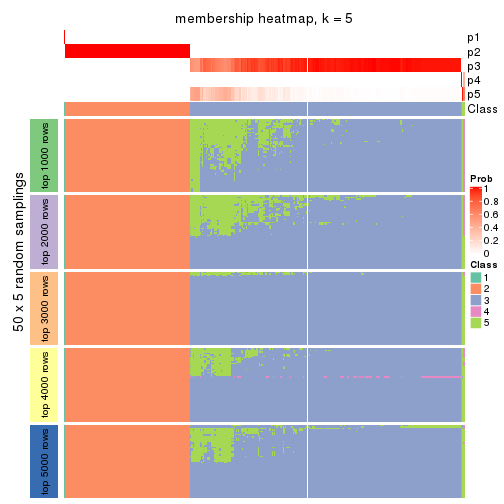 membership heatmap, k = 5
p1
p2
p3
p4
p5
Class
50 x 5 random samplings
top 1000 rows
top 2000 rows
top 3000 rows
top 4000 rows
top 5000 rows
Prob
1
0.8
0.6
0.4
0.2
0
Class
1
2
3
4
5